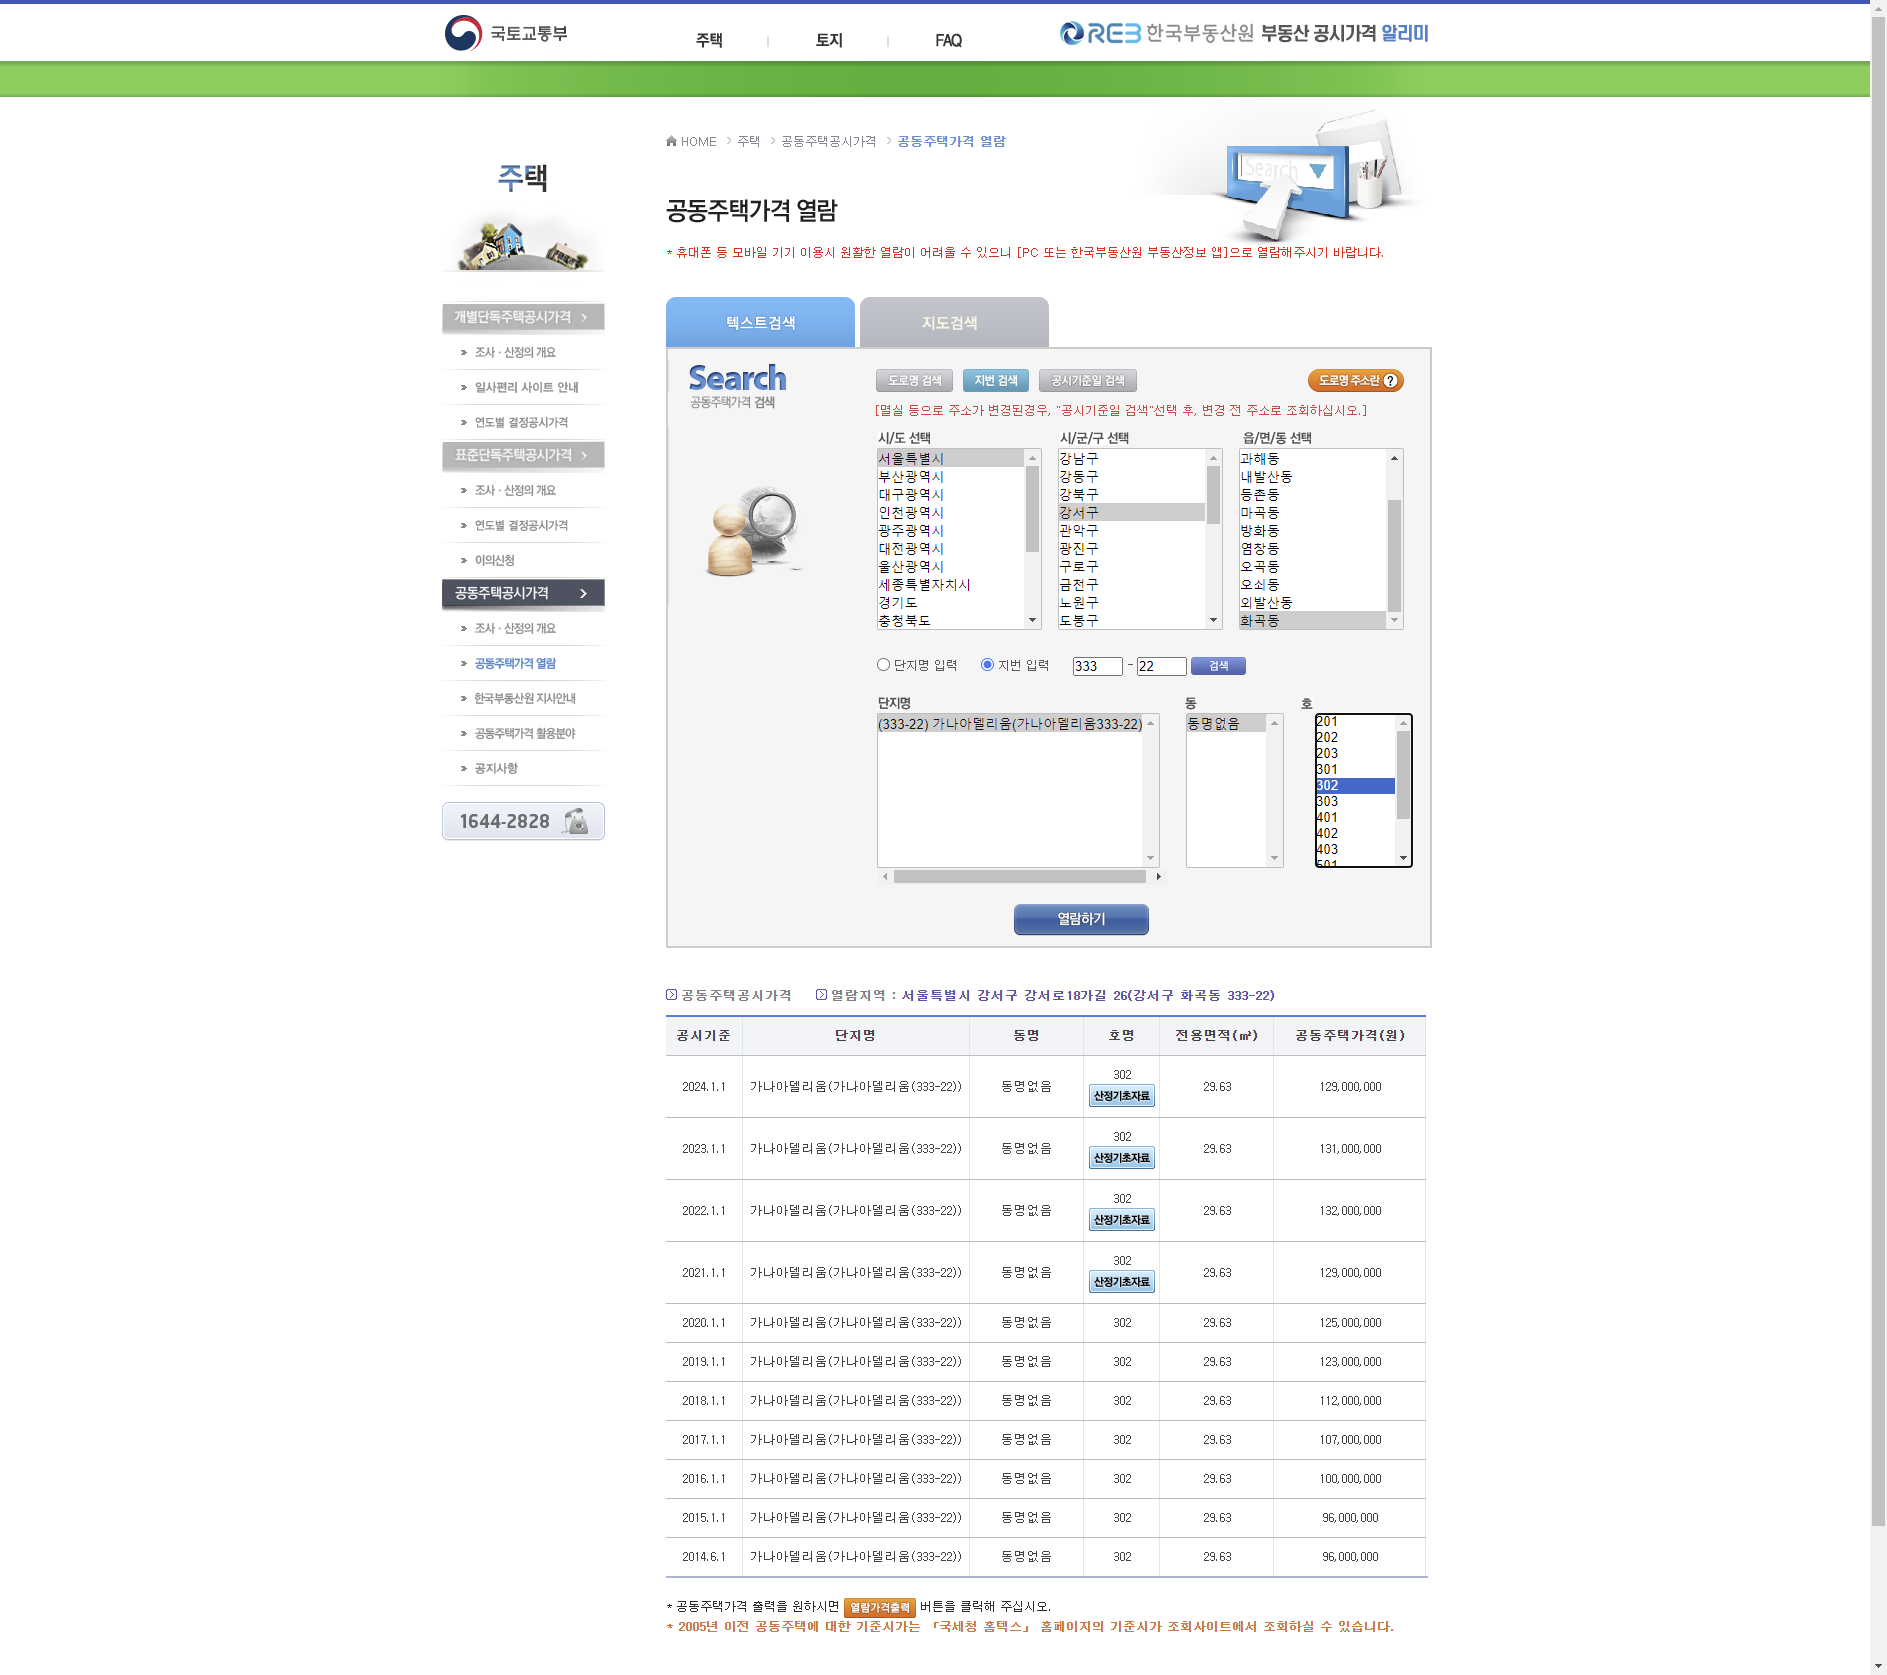 국토교통부
주택
토지
FAQ
REB 한국부동산원 부동산 공시가격 알리미
HOME > 주택 > 공동주택공시가격 > 공동주택가격 열람
주택
Search
공동주택가격 열람
* 휴대폰 등 모바일 기기 이용시 원활한 열람이 어려울 수 있으니 [PC 또는 한국부동산원 부동산정보 앱]으로 열람해주시기 바랍니다.
개별단독주택공시가격
조사 · 산정의 개요
일사편리 사이트 안내
연도별 결정공시가격
표준단독주택공시가격
조사 · 산정의 개요
연도별 결정공시가격
이의신청
공동주택공시가격
조사 · 산정의 개요
공동주택가격 열람
한국부동산원 지사안내
공동주택가격 활용분야
공지사항
1644-2828
텍스트검색
지도검색
Search
공동주택가격 검색
도로명 검색
지번 검색
공시기준일 검색
도로명 주소란 ?
[멸실 등으로 주소가 변경된경우, "공시기준일 검색"선택 후, 변경 전 주소로 조회하십시오.]
시/도 선택
서울특별시
부산광역시
대구광역시
인천광역시
광주광역시
대전광역시
울산광역시
세종특별자치시
경기도
충청북도
시/군/구 선택
강남구
강동구
강북구
강서구
관악구
광진구
구로구
금천구
노원구
도봉구
읍/면/동 선택
과해동
내발산동
등촌동
마곡동
방화동
염창동
오곡동
오쇠동
외발산동
화곡동
단지명 입력
지번 입력
333 - 22
검색
단지명
(333-22) 가나아델리움(가나아델리움333-22)
동
동명없음
호
201
202
203
301
302
303
401
402
403
501
열람하기
공동주택공시가격
열람지역 : 서울특별시 강서구 강서로18가길 26(강서구 화곡동 333-22)
공시기준 단지명 동명 호명 전용면적(㎡) 공동주택가격(원)
2024.1.1 가나아델리움(가나아델리움(333-22)) 동명없음 302 산정기초자료 29.63 129,000,000
2023.1.1 가나아델리움(가나아델리움(333-22)) 동명없음 302 산정기초자료 29.63 131,000,000
2022.1.1 가나아델리움(가나아델리움(333-22)) 동명없음 302 산정기초자료 29.63 132,000,000
2021.1.1 가나아델리움(가나아델리움(333-22)) 동명없음 302 산정기초자료 29.63 129,000,000
2020.1.1 가나아델리움(가나아델리움(333-22)) 동명없음 302 29.63 125,000,000
2019.1.1 가나아델리움(가나아델리움(333-22)) 동명없음 302 29.63 123,000,000
2018.1.1 가나아델리움(가나아델리움(333-22)) 동명없음 302 29.63 112,000,000
2017.1.1 가나아델리움(가나아델리움(333-22)) 동명없음 302 29.63 107,000,000
2016.1.1 가나아델리움(가나아델리움(333-22)) 동명없음 302 29.63 100,000,000
2015.1.1 가나아델리움(가나아델리움(333-22)) 동명없음 302 29.63 96,000,000
2014.6.1 가나아델리움(가나아델리움(333-22)) 동명없음 302 29.63 96,000,000
* 공동주택가격 출력을 원하시면 열람가격출력 버튼을 클릭해 주십시오.
* 2005년 이전 공동주택에 대한 기준시가는 「국세청 홈텍스」 홈페이지의 기준시가 조회사이트에서 조회하실 수 있습니다.